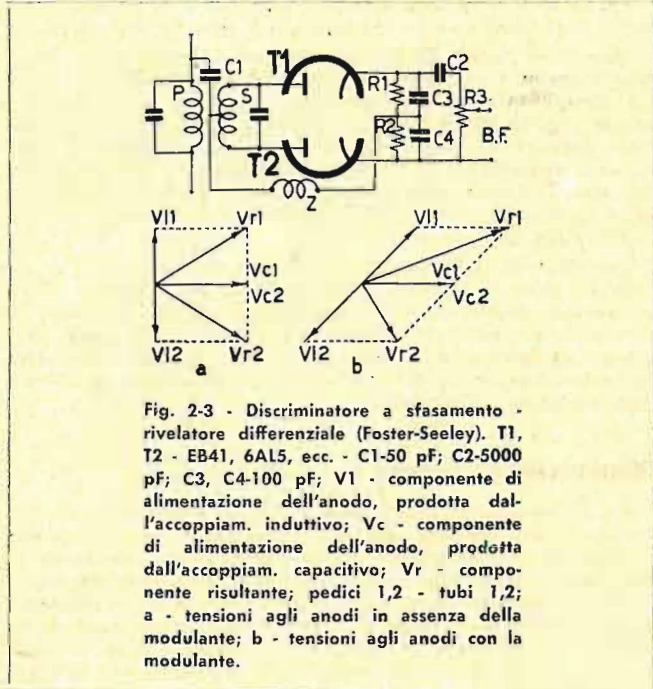 C1
T1
C2
P
S
R1
C3
R3
R2
C4
B.F.
T2
Z
Vl1
Vr1
Vl1
Vr1
Vc1
Vc2
Vc1
Vc2
Vl2
Vr2
Vl2
Vr2
a
b
Fig. 2-3 - Discriminatore a sfasamento -
rivelatore differenziale (Foster-Seeley). T1,
T2 - EB41, 6AL5, ecc. - C1-50 pF; C2-5000
pF; C3, C4-100 pF; V1 - componente di
alimentazione dell'anodo, prodotta dal-
l'accoppiam. induttivo; Vc - componente
di alimentazione dell'anodo, prodotta
dall'accoppiam. capacitivo; Vr - compo-
nente risultante; pedici 1,2 - tubi 1,2;
a - tensioni agli anodi in assenza della
modulante; b - tensioni agli anodi con la
modulante.